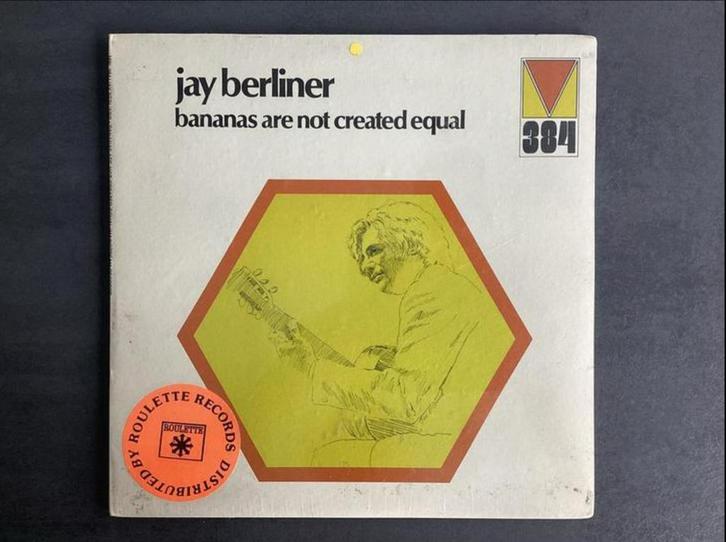 jay berliner
bananas are not created equal
384
DISTRIBUTED BY ROULETTE RECORDS
ROULETTE